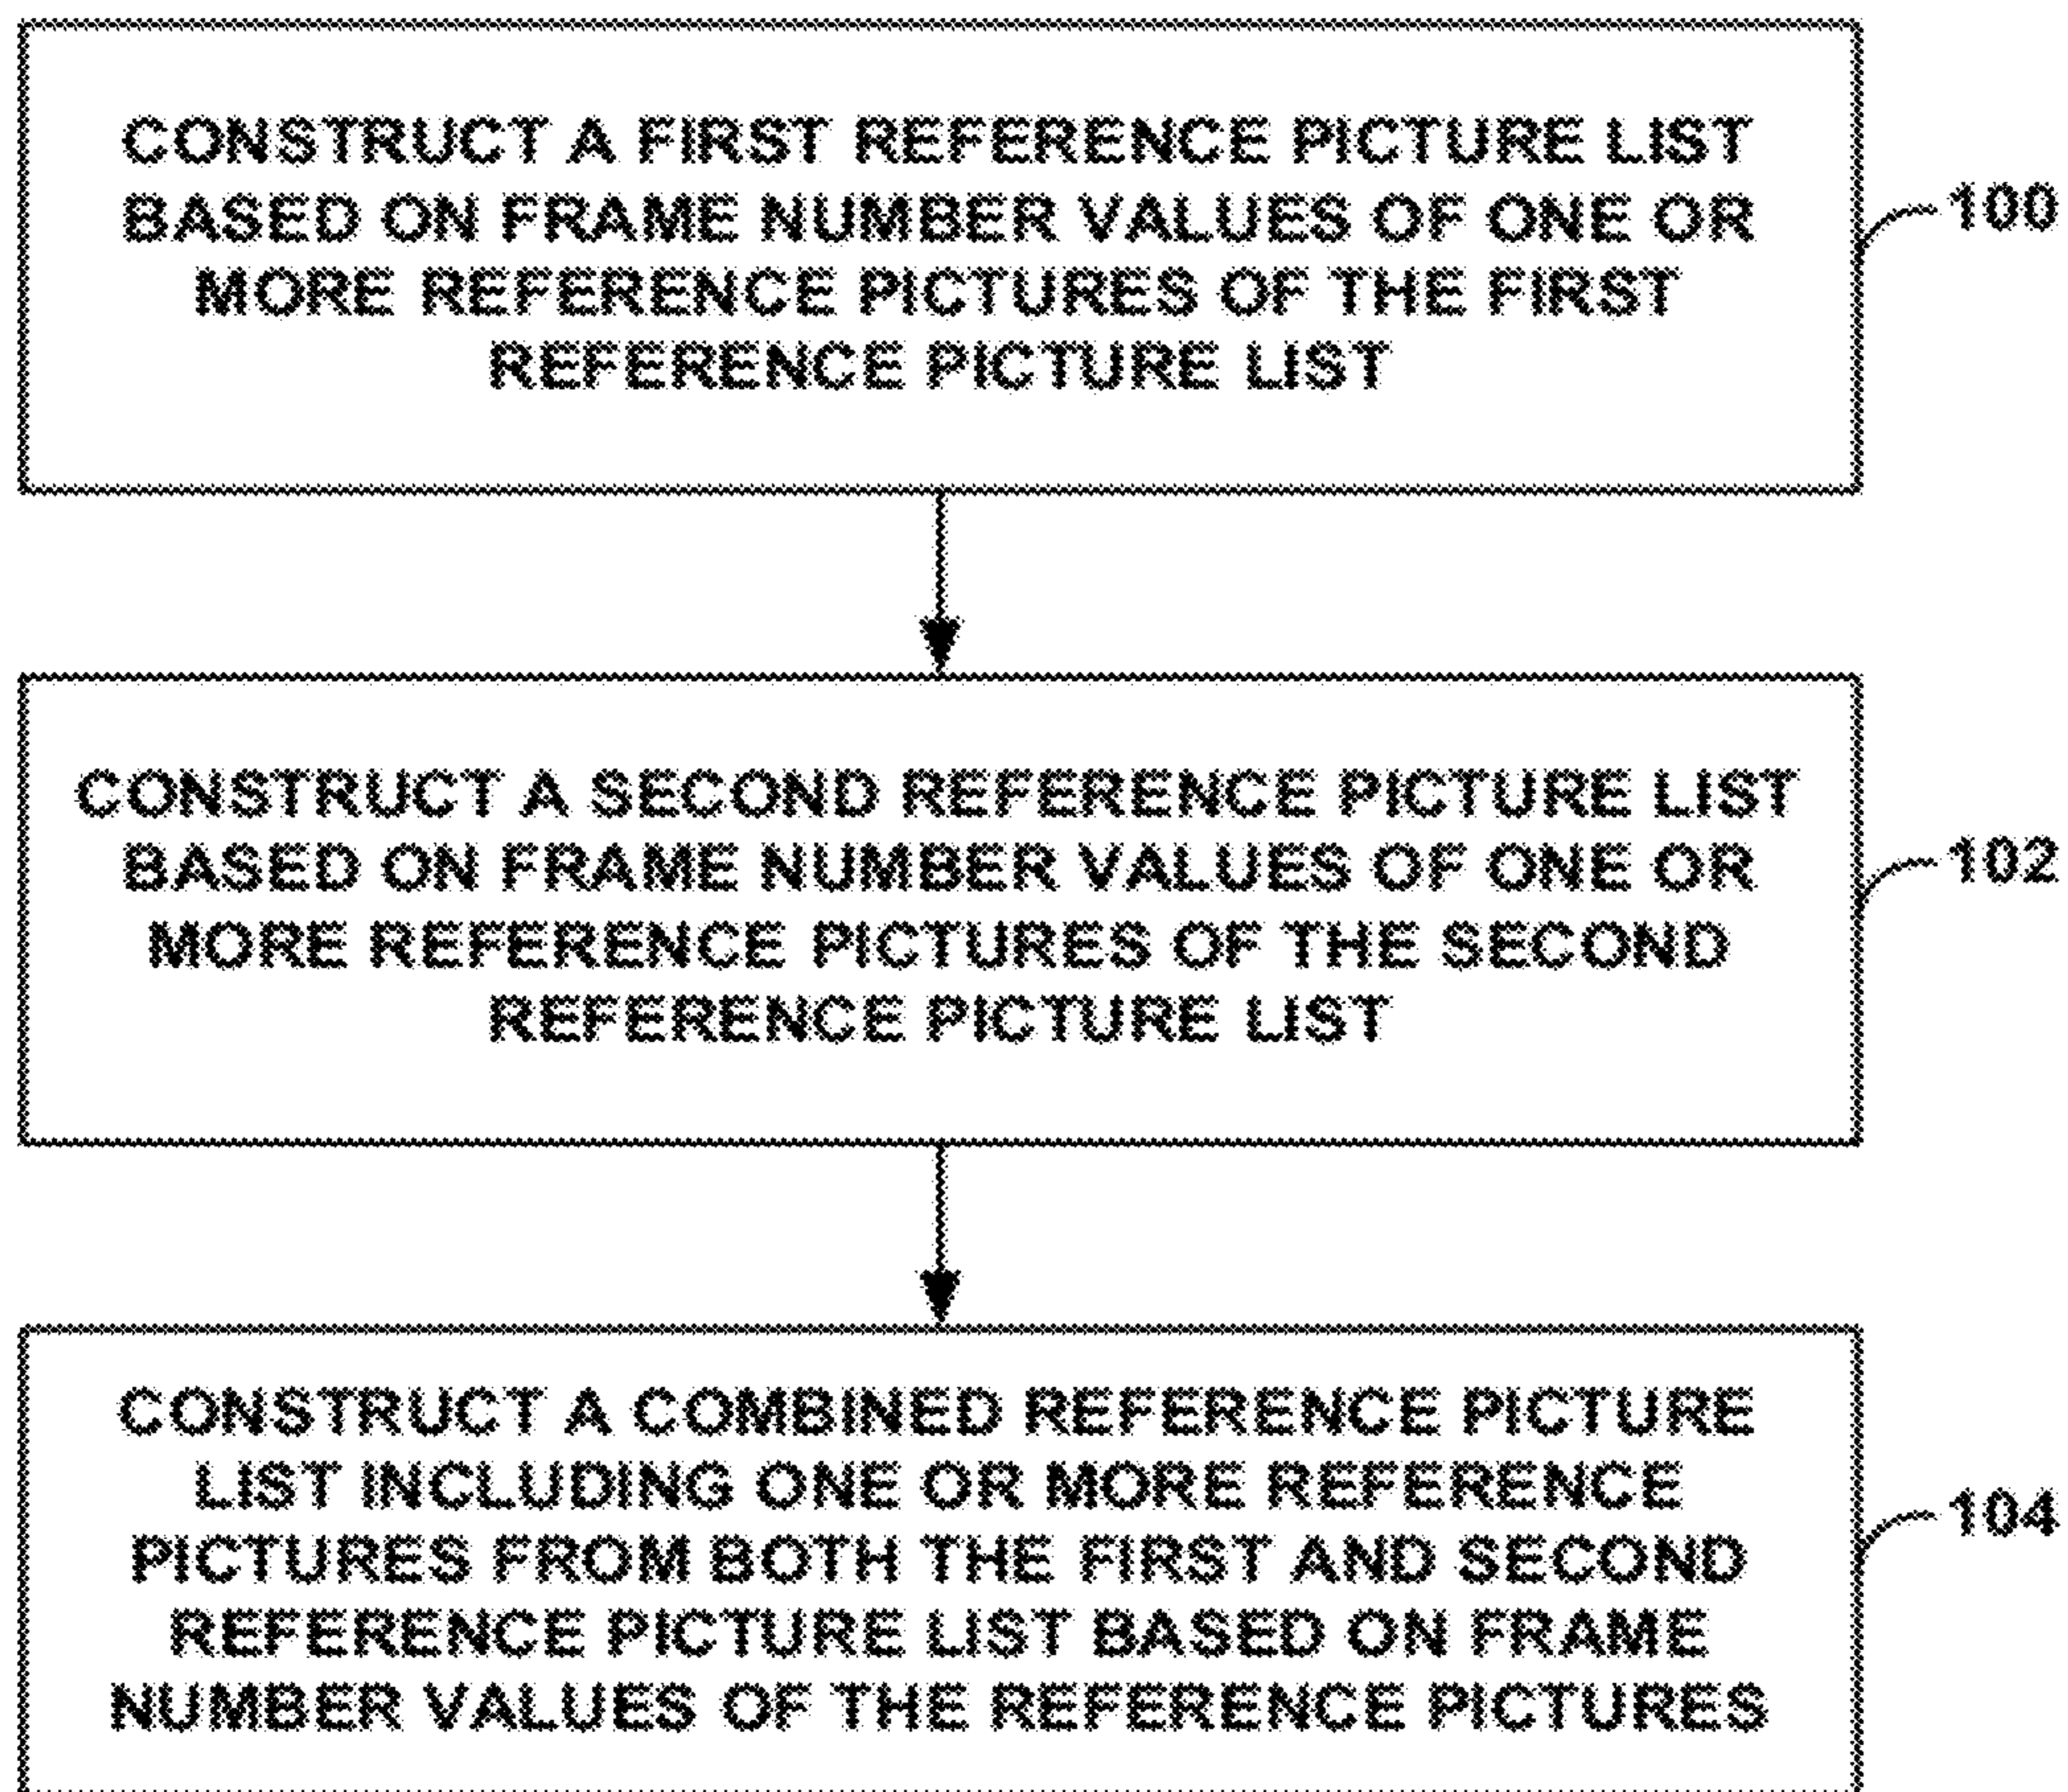 CONSTRUCT A FIRST REFERENCE PICTURE LIST
BASED ON FRAME NUMBER VALUES OF ONE OR
MORE REFERENCE PICTURES OF THE FIRST
REFERENCE PICTURE LIST
100
CONSTRUCT A SECOND REFERENCE PICTURE LIST
BASED ON FRAME NUMBER VALUES OF ONE OR
MORE REFERENCE PICTURES OF THE SECOND
REFERENCE PICTURE LIST
102
CONSTRUCT A COMBINED REFERENCE PICTURE
LIST INCLUDING ONE OR MORE REFERENCE
PICTURES FROM BOTH THE FIRST AND SECOND
REFERENCE PICTURE LIST BASED ON FRAME
NUMBER VALUES OF THE REFERENCE PICTURES
104